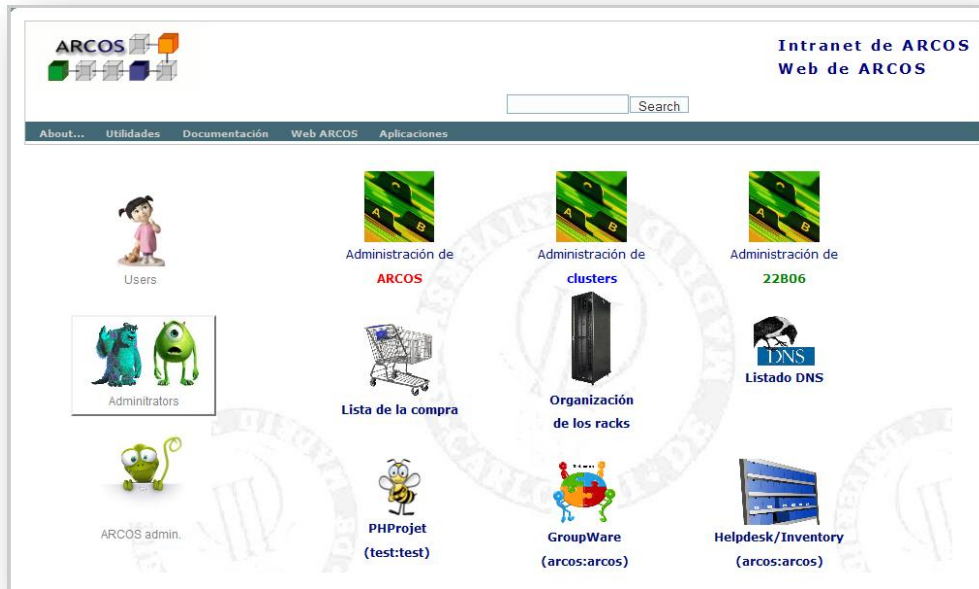 ARCOS
Intranet de ARCOS
Web de ARCOS
Search
About... Utilidades Documentación Web ARCOS Aplicaciones
Users
Administración de
ARCOS
Administración de
clusters
Administración de
22B06
Adminitrators
Lista de la compra
Organización
de los racks
DNS
Listado DNS
ARCOS admin.
PHProjet
(test:test)
GroupWare
(arcos:arcos)
Helpdesk/Inventory
(arcos:arcos)